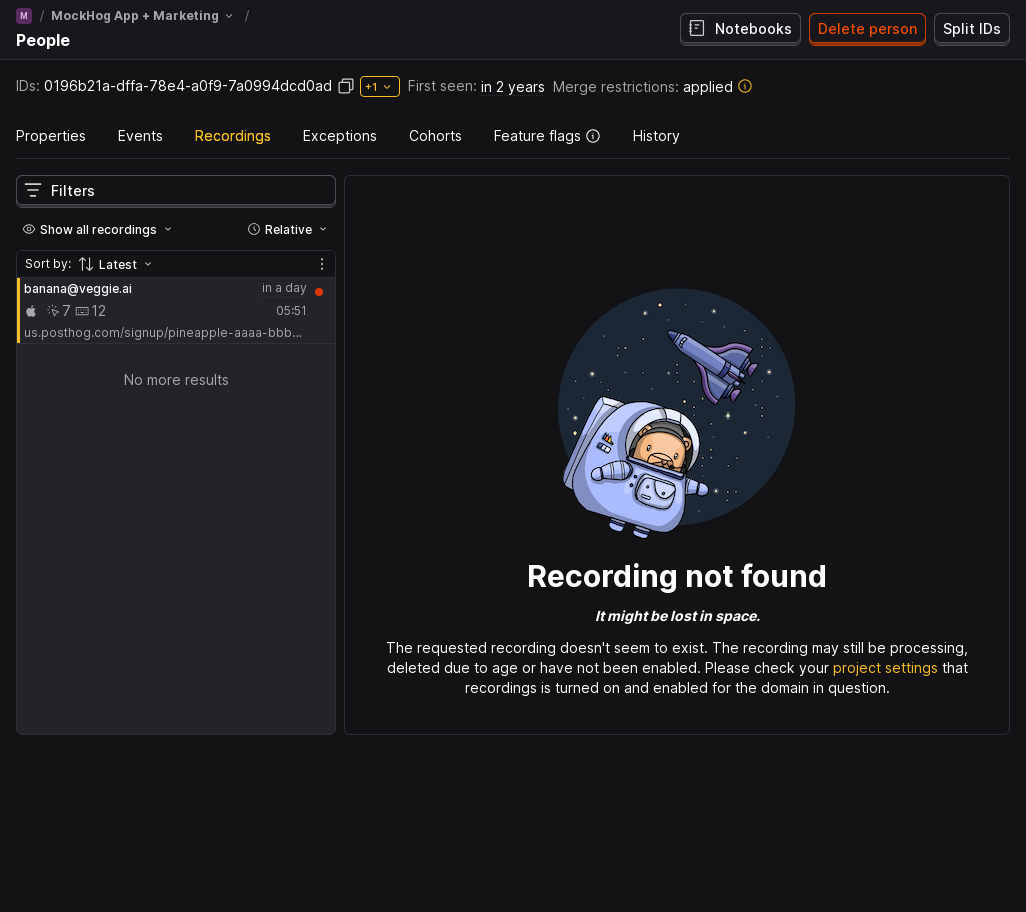 M / MockHog App + Marketing /
People
Notebooks
Delete person
Split IDs
IDs: 0196b21a-dffa-78e4-a0f9-7a0994dcd0ad +1 First seen: in 2 years Merge restrictions: applied
Properties Events Recordings Exceptions Cohorts Feature flags History
Filters
Show all recordings Relative
Sort by: Latest
banana@veggie.ai in a day
7 12 05:51
us.posthog.com/signup/pineapple-aaaa-bbb...
No more results
Recording not found
It might be lost in space.
The requested recording doesn't seem to exist. The recording may still be processing,
deleted due to age or have not been enabled. Please check your project settings that
recordings is turned on and enabled for the domain in question.